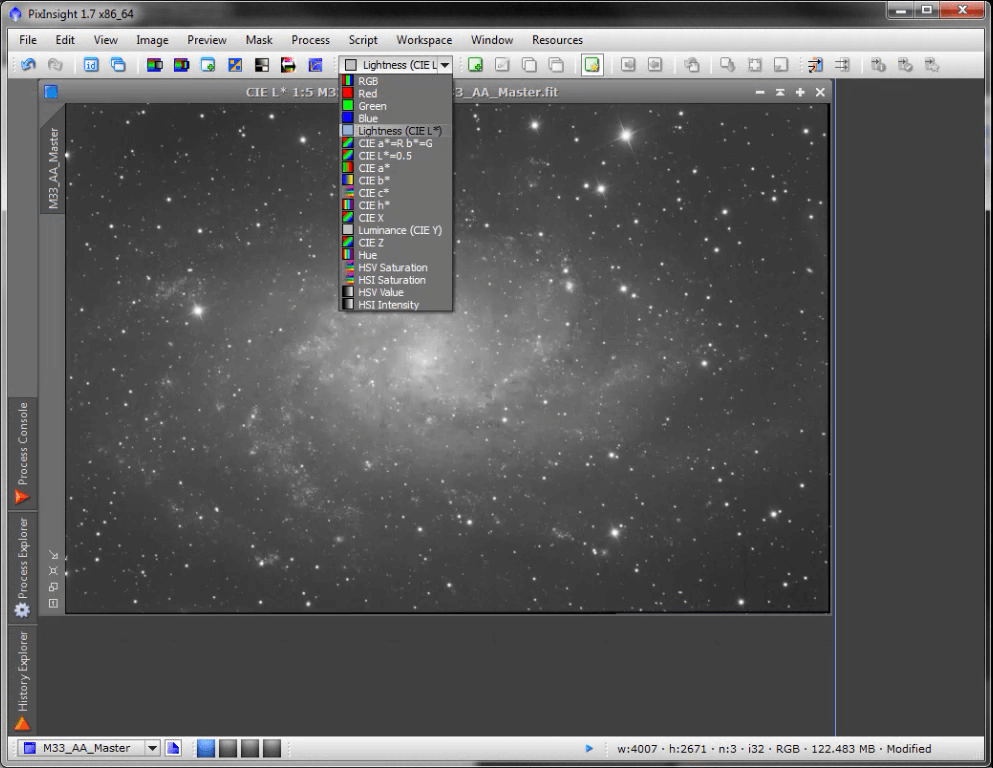 PixInsight 1.7 x86_64
File Edit View Image Preview Mask Process Script Workspace Window Resources
Lightness (CIE L
CIE L* 1:5 M3 3_AA_Master.fit
RGB
Red
Green
Blue
Lightness (CIE L*)
CIE a*=R b*=G
CIE L*=0.5
CIE a*
CIE b*
CIE c*
CIE h*
CIE X
Luminance (CIE Y)
CIE Z
Hue
HSV Saturation
HSI Saturation
HSV Value
HSI Intensity
M33_AA_Master
Process Console
Process Explorer
History Explorer
M33_AA_Master
w:4007 · h:2671 · n:3 · i32 · RGB · 122.483 MB · Modified